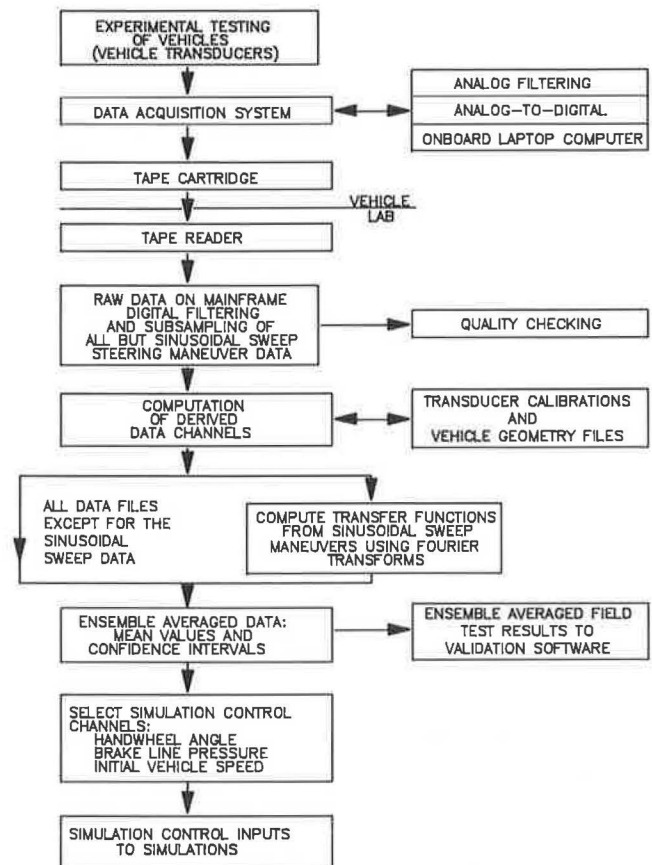 EXPERIMENTAL TESTING
OF VEHICLES
(VEHICLE TRANSDUCERS)
DATA ACQUISITION SYSTEM
ANALOG FILTERING
ANALOG-TO-DIGITAL
ONBOARD LAPTOP COMPUTER
TAPE CARTRIDGE
VEHICLE
LAB
TAPE READER
RAW DATA ON MAINFRAME
DIGITAL FILTERING
AND SUBSAMPLING OF
ALL BUT SINUSOIDAL SWEEP
STEERING MANEUVER DATA
QUALITY CHECKING
COMPUTATION
OF DERIVED
DATA CHANNELS
TRANSDUCER CALIBRATIONS
AND
VEHICLE GEOMETRY FILES
ALL DATA FILES
EXCEPT FOR THE
SINUSOIDAL
SWEEP DATA
COMPUTE TRANSFER FUNCTIONS
FROM SINUSOIDAL SWEEP
MANEUVERS USING FOURIER
TRANSFORMS
ENSEMBLE AVERAGED DATA:
MEAN VALUES AND
CONFIDENCE INTERVALS
ENSEMBLE AVERAGED FIELD
TEST RESULTS TO
VALIDATION SOFTWARE
SELECT SIMULATION CONTROL
CHANNELS:
HANDWHEEL ANGLE
BRAKE LINE PRESSURE
INITIAL VEHICLE SPEED
SIMULATION CONTROL INPUTS
TO SIMULATIONS